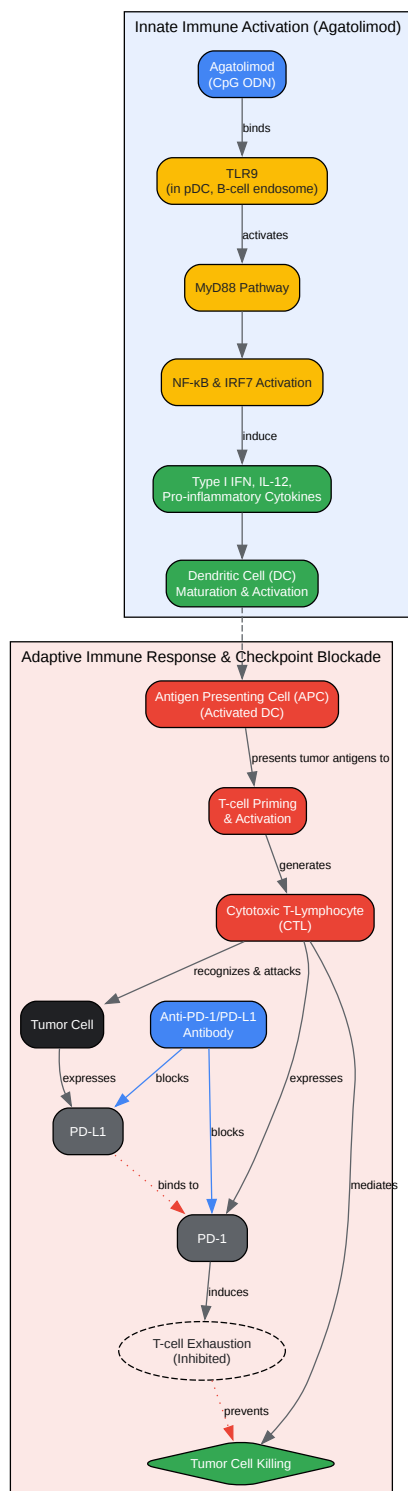 Innate Immune Activation (Agatolimod)
Agatolimod
(CpG ODN)
binds
TLR9
(in pDC, B-cell endosome)
activates
MyD88 Pathway
NF-κB & IRF7 Activation
induce
Type I IFN, IL-12,
Pro-inflammatory Cytokines
Dendritic Cell (DC)
Maturation & Activation
Adaptive Immune Response & Checkpoint Blockade
Antigen Presenting Cell (APC)
(Activated DC)
presents tumor antigens to
T-cell Priming
& Activation
generates
Cytotoxic T-Lymphocyte
(CTL)
recognizes & attacks
Tumor Cell
Anti-PD-1/PD-L1
Antibody
expresses
blocks
expresses
PD-L1
blocks
binds to
mediates
PD-1
induces
T-cell Exhaustion
(Inhibited)
prevents
Tumor Cell Killing